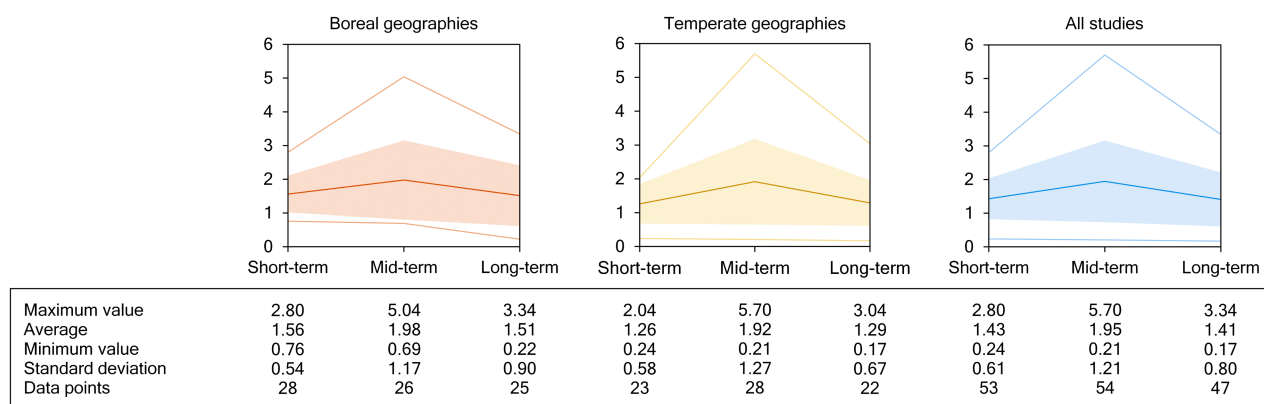 Boreal geographies Temperate geographies All studies
6 6 6
5 5 5
4 4 4
3 3 3
2 2 2
1 1 1
0 0 0
Short-term Mid-term Long-term Short-term Mid-term Long-term Short-term Mid-term Long-term
Maximum value 2.80 5.04 3.34 2.04 5.70 3.04 2.80 5.70 3.34
Average 1.56 1.98 1.51 1.26 1.92 1.29 1.43 1.95 1.41
Minimum value 0.76 0.69 0.22 0.24 0.21 0.17 0.24 0.21 0.17
Standard deviation 0.54 1.17 0.90 0.58 1.27 0.67 0.61 1.21 0.80
Data points 28 26 25 23 28 22 53 54 47